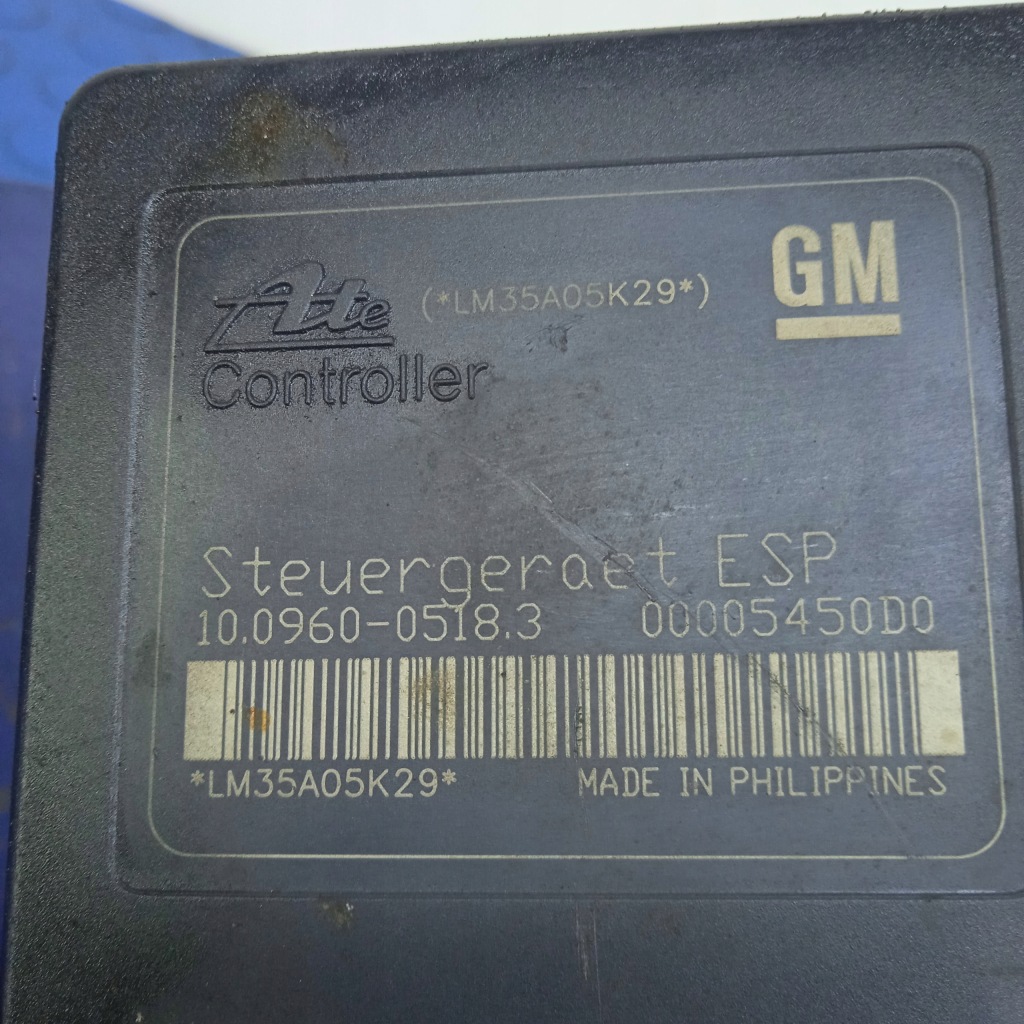 Ate (*LM35A05K29*) GM
Controller
Steuergeraet ESP
10.0960-0518.3 00005450D0
*LM35A05K29* MADE IN PHILIPPINES